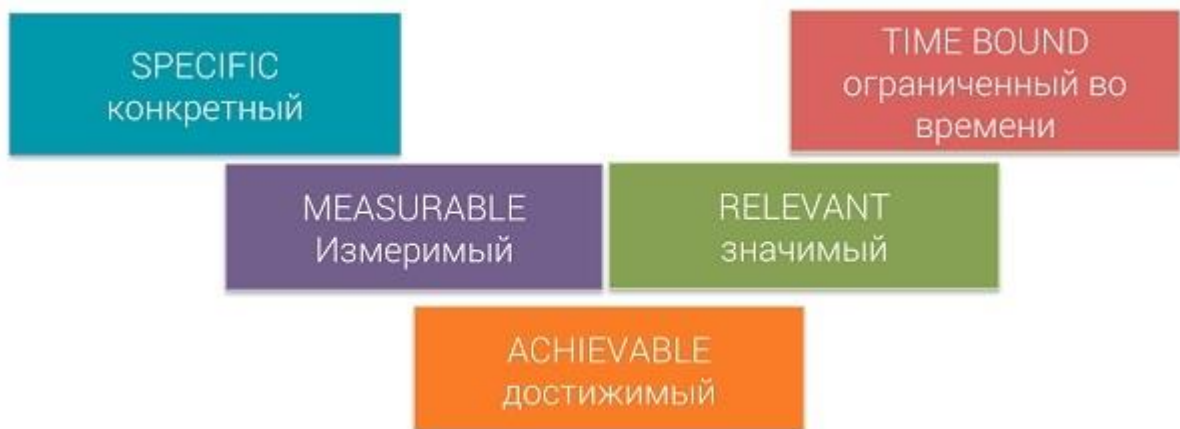 SPECIFIC
конкретный
TIME BOUND
ограниченный во
времени
MEASURABLE
Измеримый
RELEVANT
значимый
ACHIEVABLE
достижимый